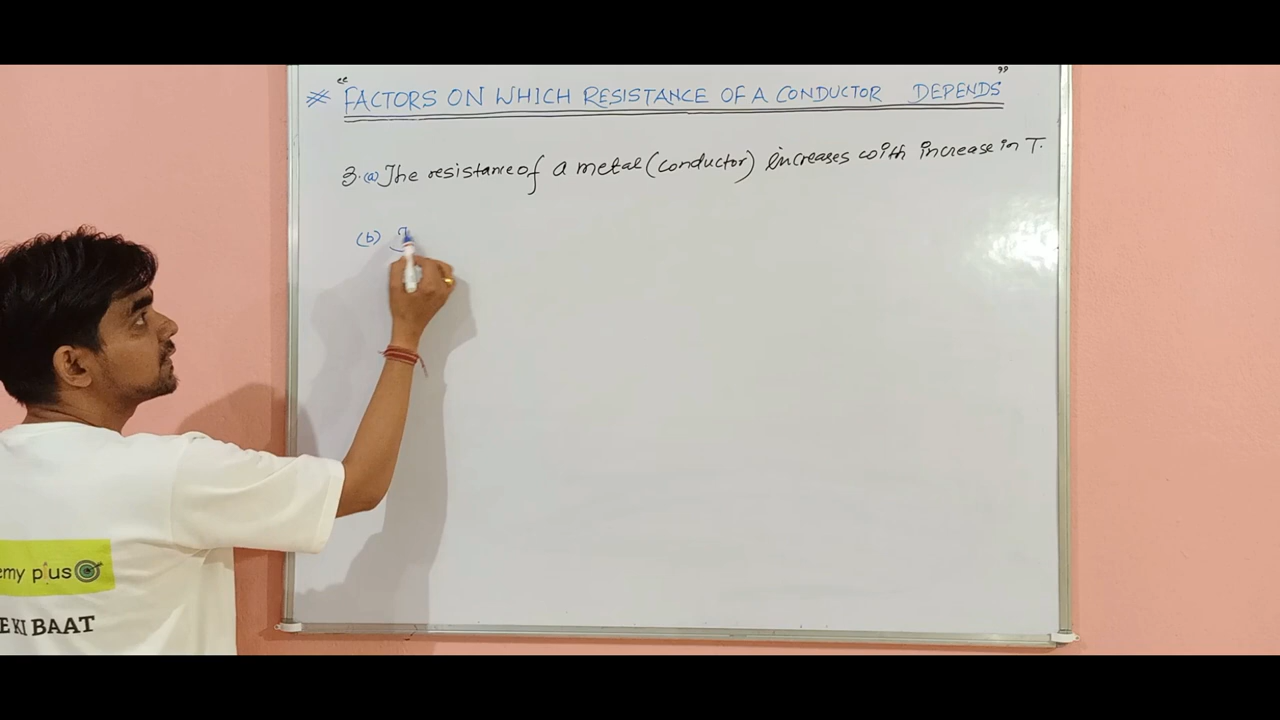 * "FACTORS ON WHICH RESISTANCE OF A CONDUCTOR DEPENDS"
3. (a) The resistance of a metal (conductor) increases with increase in T.
(b)
emy plus
E KI BAAT